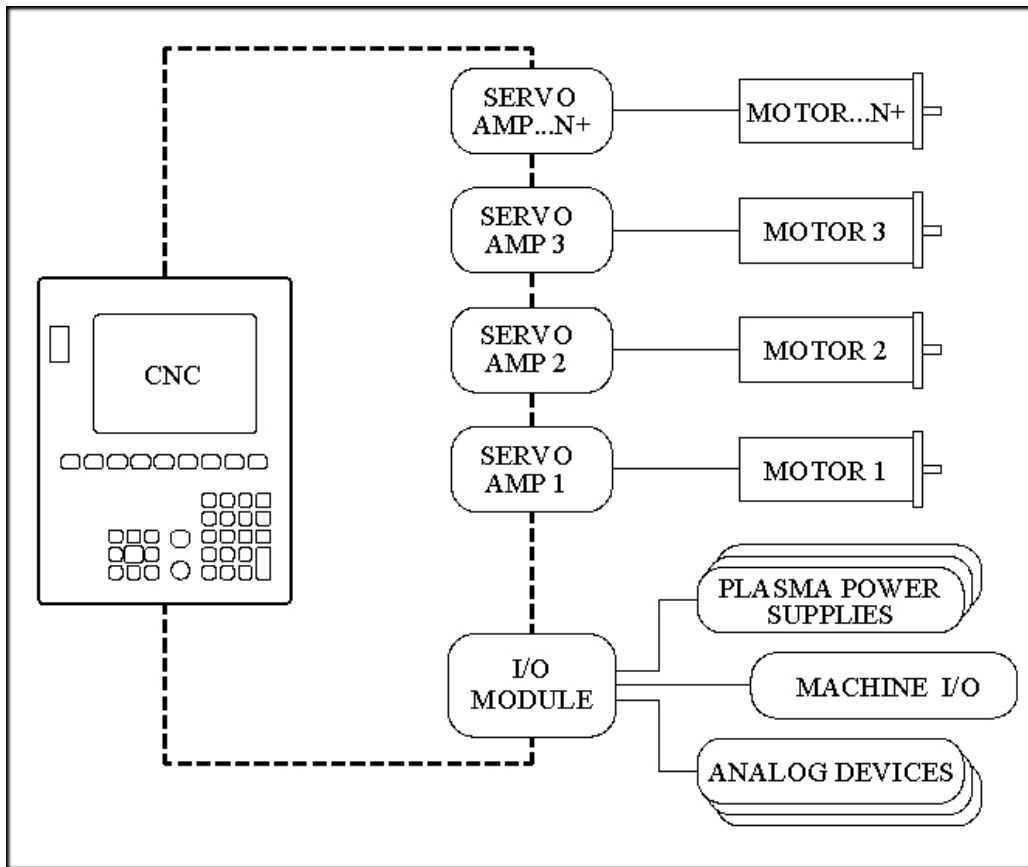 SERVO
AMP...N+
MOTOR...N+
SERVO
AMP 3
MOTOR 3
CNC
SERVO
AMP 2
MOTOR 2
SERVO
AMP 1
MOTOR 1
PLASMA POWER
SUPPLIES
I/O
MODULE
MACHINE I/O
ANALOG DEVICES